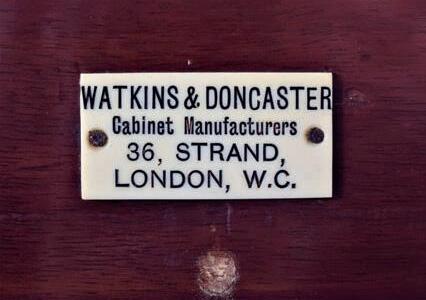 WATKINS & DONCASTER
Cabinet Manufacturers
36, STRAND,
LONDON, W.C.